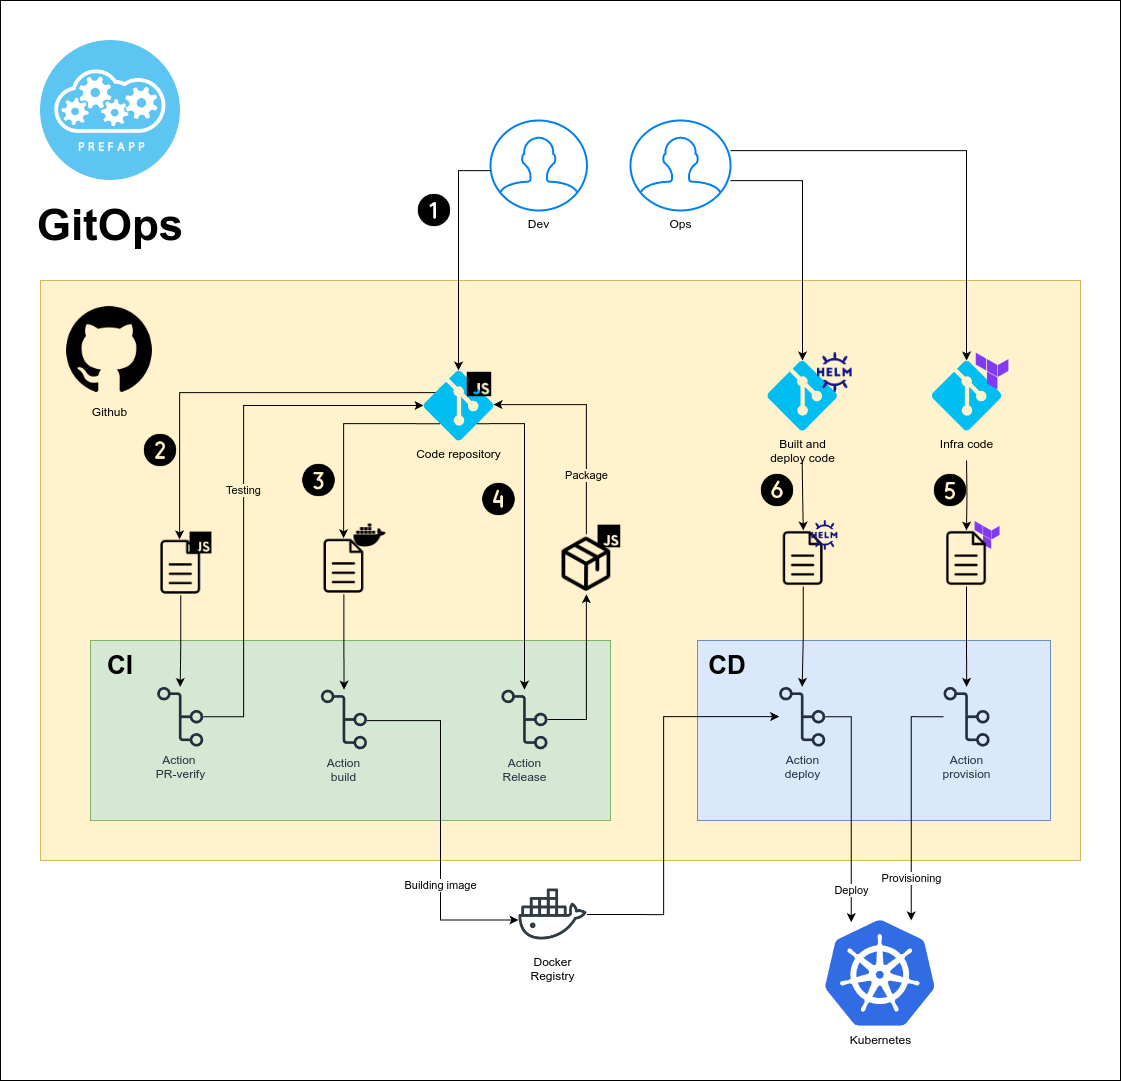 PREFAPP
GitOps
Dev
Ops
1
Github
JS
Code repository
HELM
Built and
deploy code
Infra code
2
Testing
3
4
Package
6
5
JS
JS
HELM
CI
Action
PR-verify
Action
build
Action
Release
CD
Action
deploy
Action
provision
Building image
Deploy
Provisioning
Docker
Registry
Kubernetes